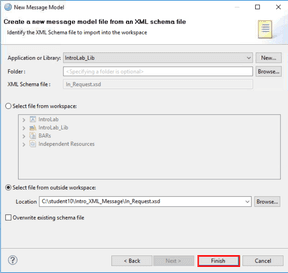 New Message Model
Create a new message model file from an XML schema file
Identify the XML Schema file to import into the workspace
Application or Library: IntroLab_Lib New...
Folder: <Specifying a folder is optional> Browse...
XML Schema file: In_Request.xsd
Select file from workspace:
IntroLab
IntroLab_Lib
BARs
Independent Resources
Select file from outside workspace:
Location C:\student10\Intro_XML_Message\In_Request.xsd Browse...
Overwrite existing schema file
< Back Next > Finish Cancel